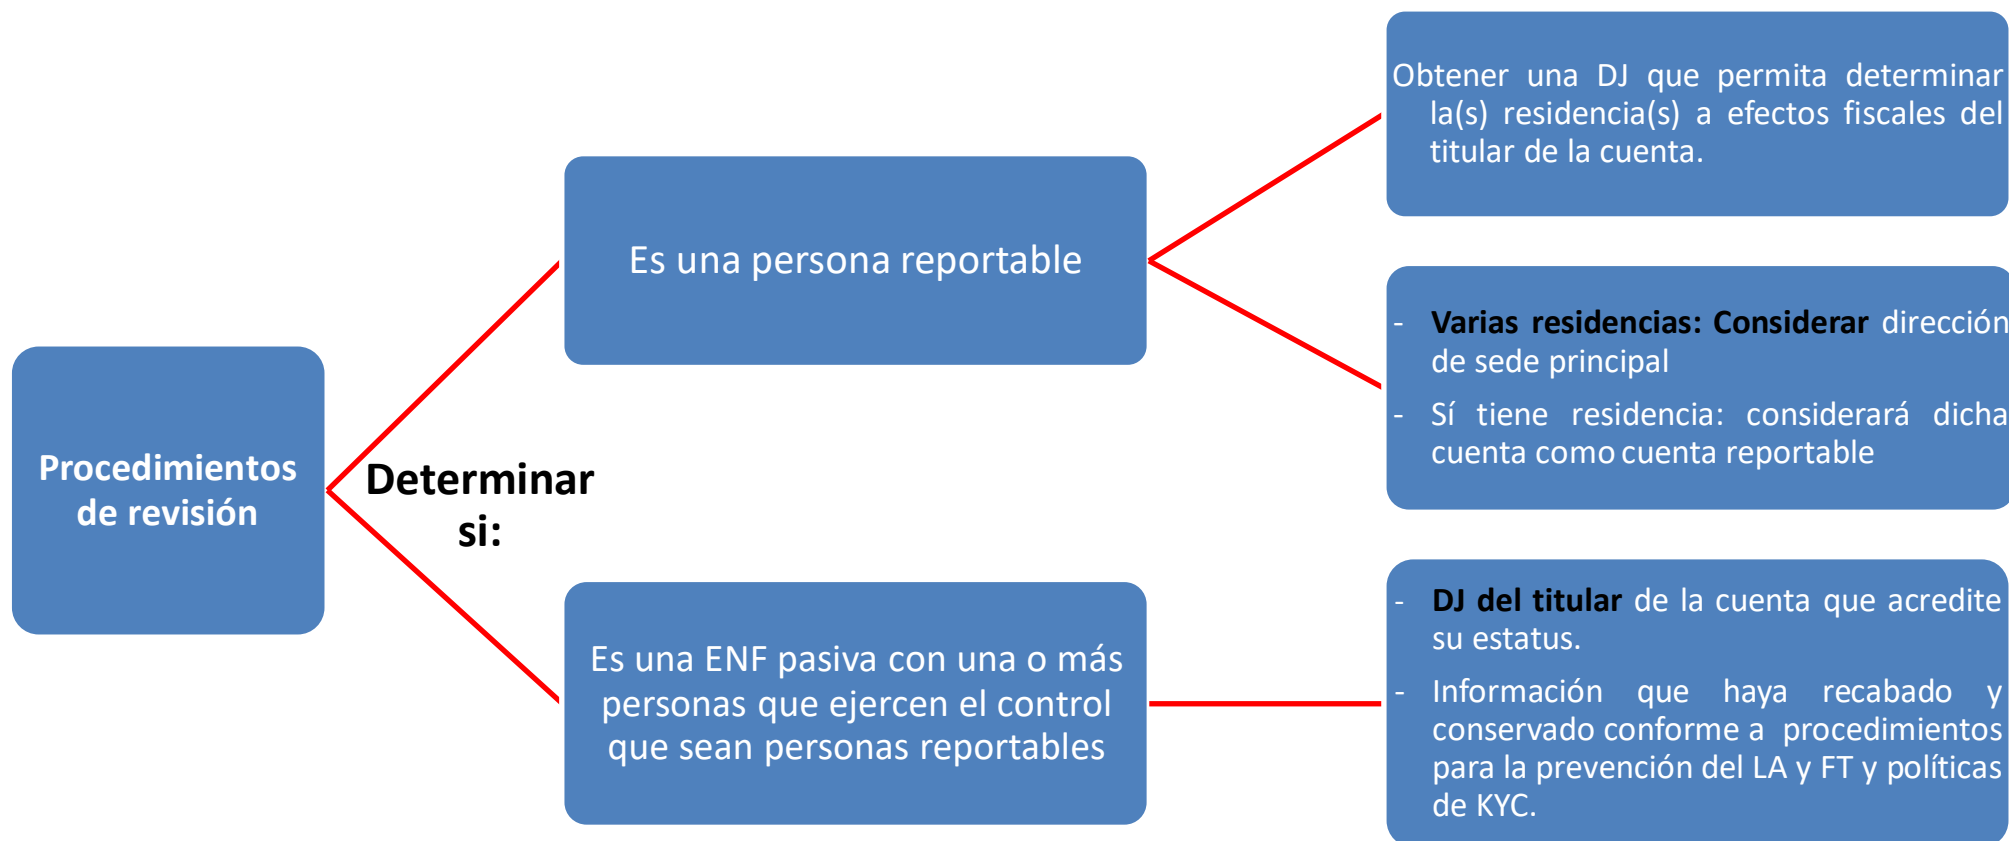 Procedimientos
de revisión
Determinar
si:
Es una persona reportable
Obtener una DJ que permita determinar
la(s) residencia(s) a efectos fiscales del
titular de la cuenta.
- Varias residencias: Considerar dirección
de sede principal
- Sí tiene residencia: considerará dicha
cuenta como cuenta reportable
Es una ENF pasiva con una o más
personas que ejercen el control
que sean personas reportables
- DJ del titular de la cuenta que acredite
su estatus.
- Información que haya recabado y
conservado conforme a procedimientos
para la prevención del LA y FT y políticas
de KYC.